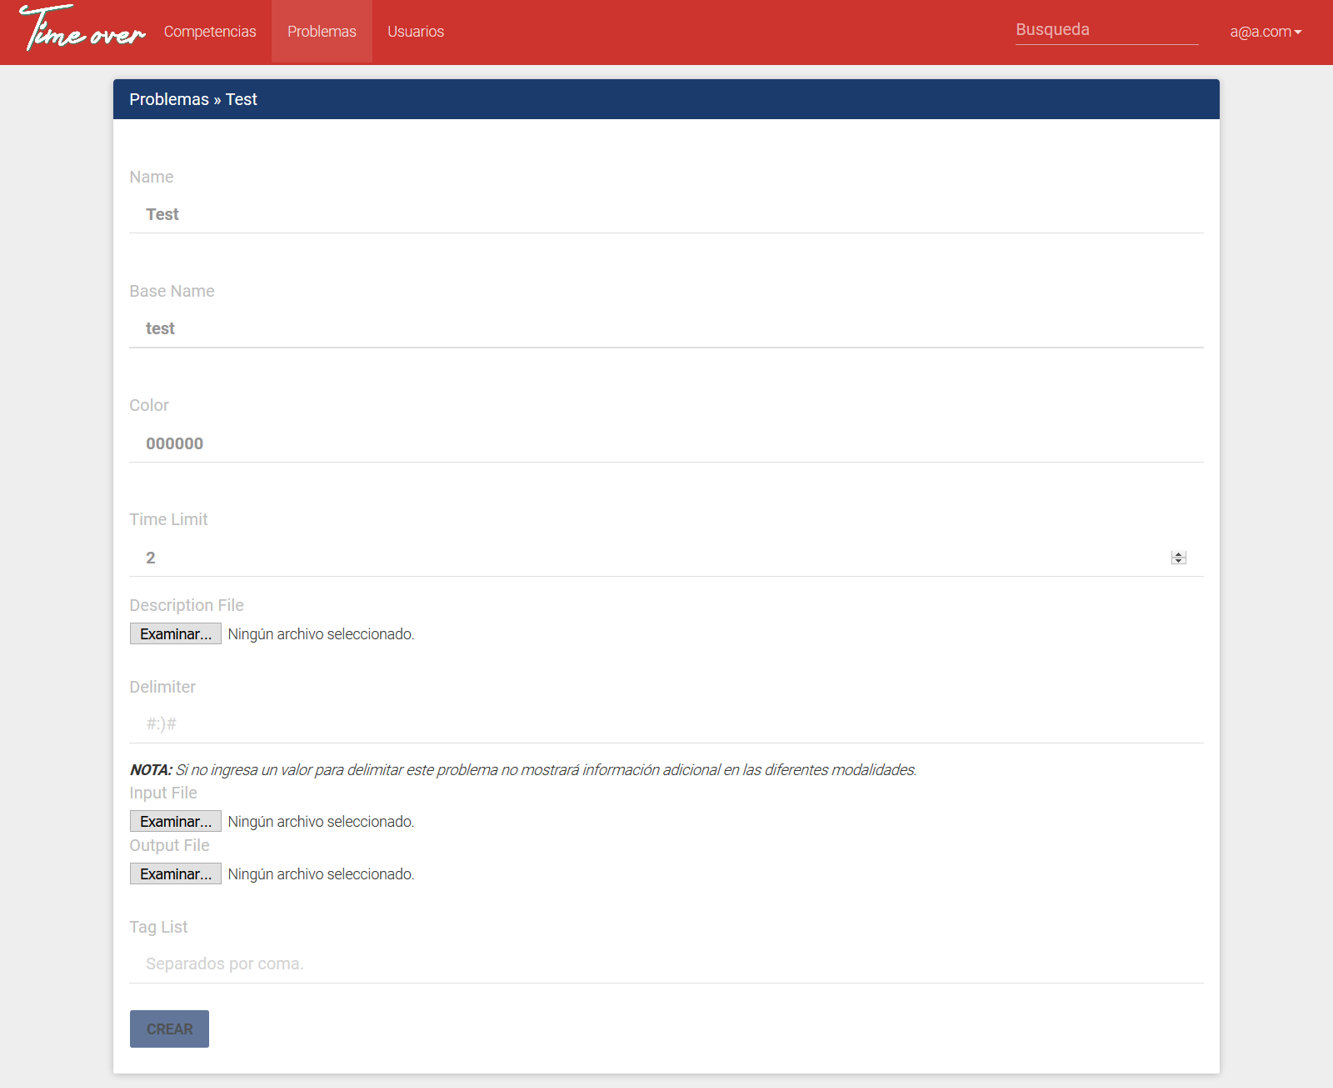 Time over
Competencias
Problemas
Usuarios
Busqueda
a@a.com
Problemas » Test
Name
Test
Base Name
test
Color
000000
Time Limit
2
Description File
Examinar... Ningún archivo seleccionado.
Delimiter
#:)#
NOTA: Si no ingresa un valor para delimitar este problema no mostrará información adicional en las diferentes modalidades.
Input File
Examinar... Ningún archivo seleccionado.
Output File
Examinar... Ningún archivo seleccionado.
Tag List
Separados por coma.
CREAR